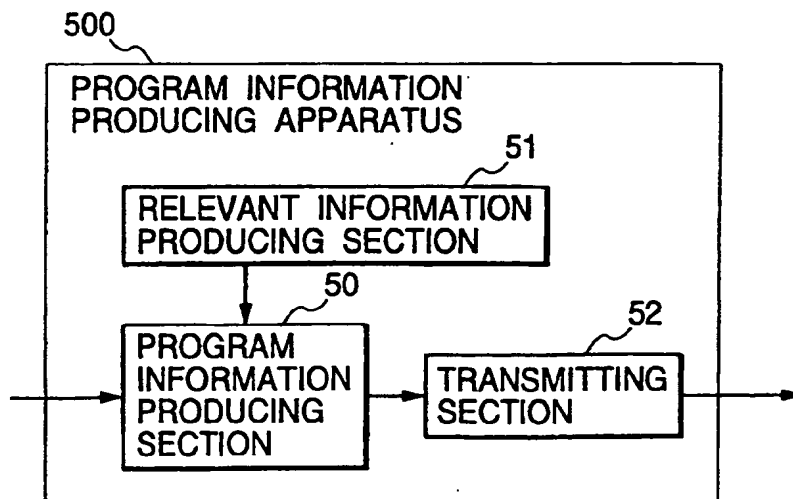 500
PROGRAM INFORMATION
PRODUCING APPARATUS
51
RELEVANT INFORMATION
PRODUCING SECTION
50
PROGRAM
INFORMATION
PRODUCING
SECTION
52
TRANSMITTING
SECTION